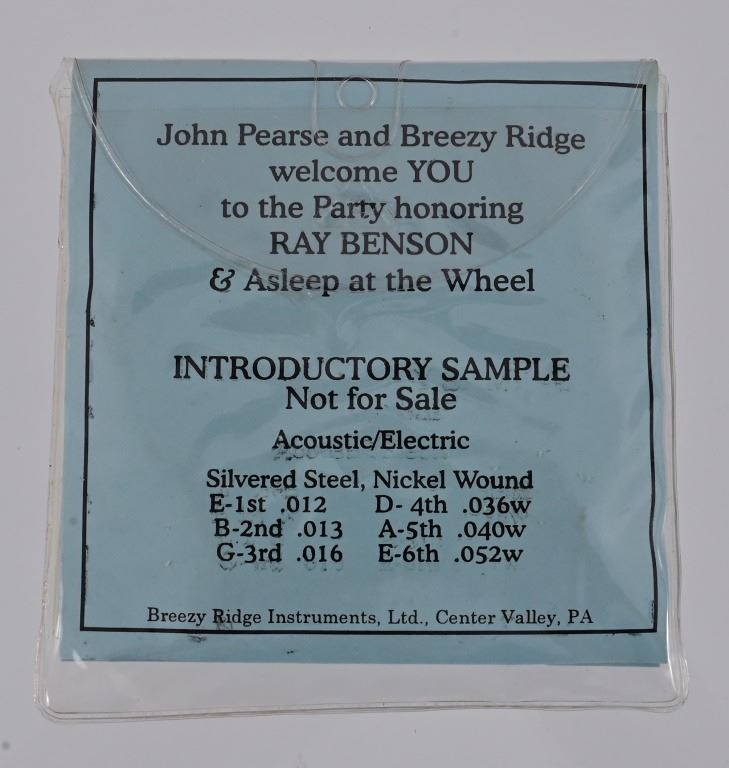 John Pearse and Breezy Ridge
welcome YOU
to the Party honoring
RAY BENSON
& Asleep at the Wheel
INTRODUCTORY SAMPLE
Not for Sale
Acoustic/Electric
Silvered Steel, Nickel Wound
E-1st .012 D- 4th .036w
B-2nd .013 A-5th .040w
G-3rd .016 E-6th .052w
Breezy Ridge Instruments, Ltd., Center Valley, PA